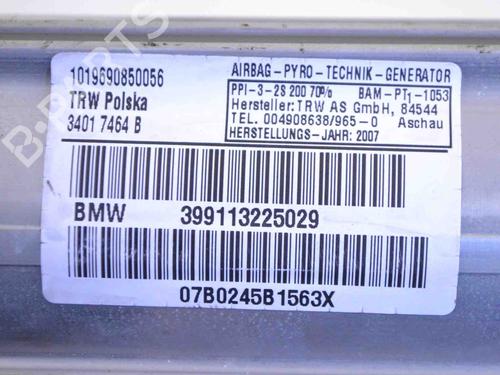 1019690850056
TRW Polska
3401 7464 B
AIRBAG-PYRO-TECHNIK-GENERATOR
PPI-3-2S 200 70% BAM-PT1-1053
Hersteller: TRW AS GmbH, 84544
TEL. 004908638/965-0 Aschau
HERSTELLUNGS-JAHR: 2007
BMW 399113225029
07B0245B1563X